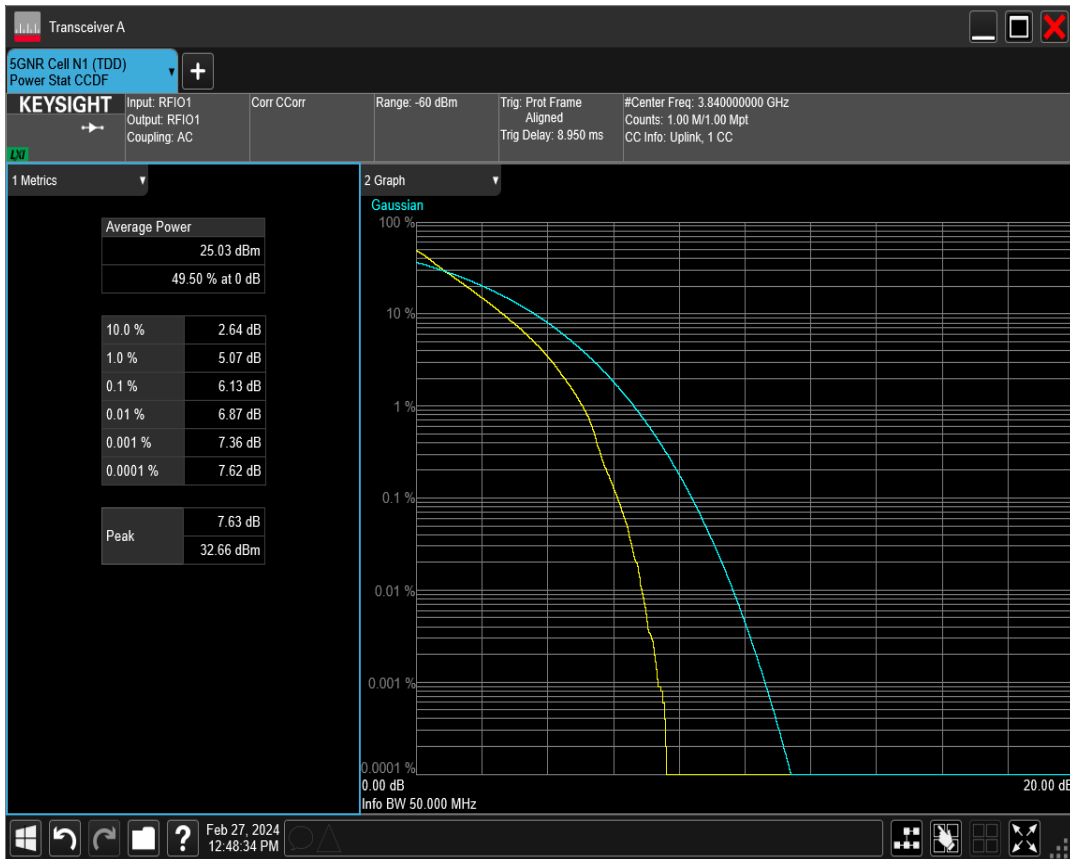 Transceiver A
5GNR Cell N1 (TDD)
Power Stat CCDF
+
KEYSIGHT
LXI
Input: RFIO1
Output: RFIO1
Coupling: AC
Corr CCorr
Range: -60 dBm
Trig: Prot Frame
Aligned
Trig Delay: 8.950 ms
#Center Freq: 3.840000000 GHz
Counts: 1.00 M/1.00 Mpt
CC Info: Uplink, 1 CC
1 Metrics
Average Power
25.03 dBm
49.50 % at 0 dB
10.0 % 2.64 dB
1.0 % 5.07 dB
0.1 % 6.13 dB
0.01 % 6.87 dB
0.001 % 7.36 dB
0.0001 % 7.62 dB
Peak
7.63 dB
32.66 dBm
2 Graph
Gaussian
100 %
10 %
1 %
0.1 %
0.01 %
0.001 %
0.0001 %
0.00 dB 20.00 dB
Info BW 50.000 MHz
?
Feb 27, 2024
12:48:34 PM